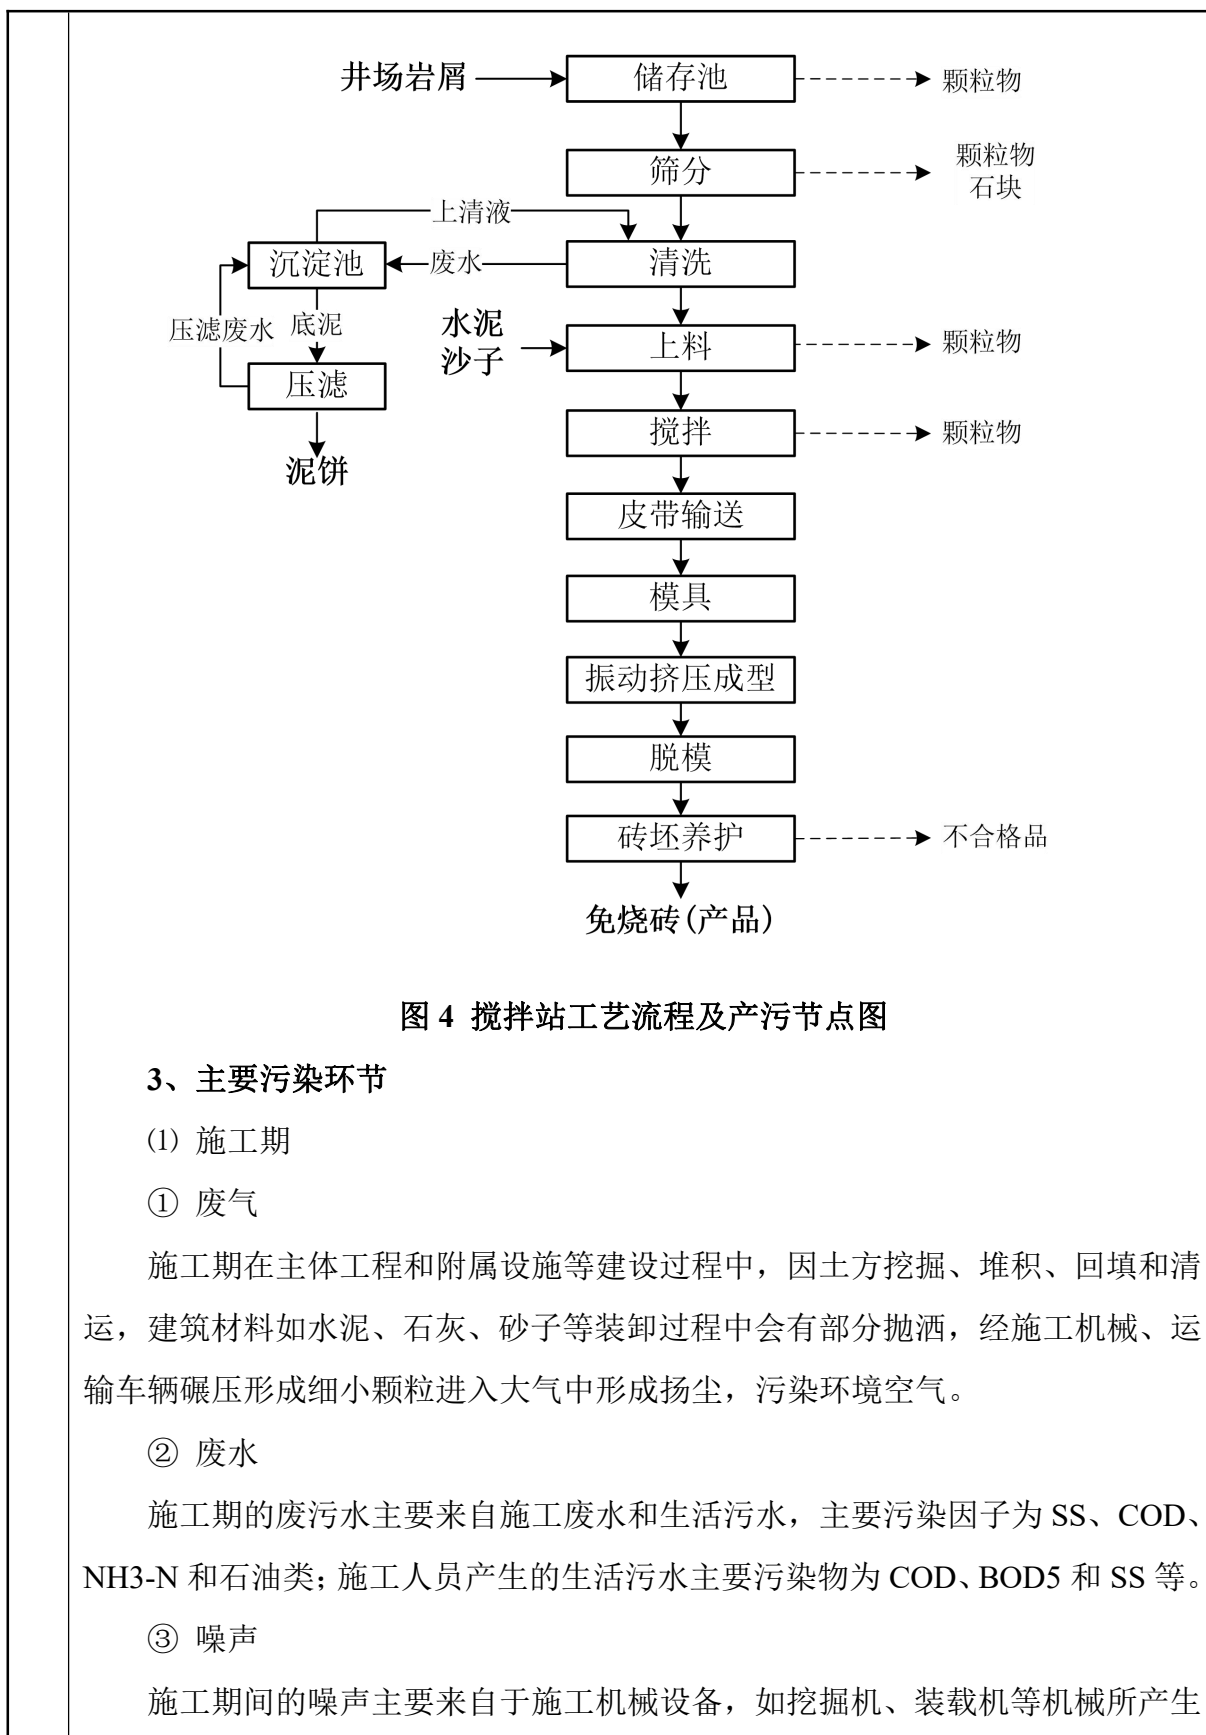 井场岩屑
储存池
颗粒物
筛分
颗粒物
石块
上清液
沉淀池
废水
清洗
压滤废水
底泥
水泥
沙子
上料
颗粒物
压滤
搅拌
颗粒物
泥饼
皮带输送
模具
振动挤压成型
脱模
砖坯养护
不合格品
免烧砖(产品)
图 4 搅拌站工艺流程及产污节点图
3、主要污染环节
⑴ 施工期
① 废气
施工期在主体工程和附属设施等建设过程中，因土方挖掘、堆积、回填和清
运，建筑材料如水泥、石灰、砂子等装卸过程中会有部分抛洒，经施工机械、运
输车辆碾压形成细小颗粒进入大气中形成扬尘，污染环境空气。
② 废水
施工期的废污水主要来自施工废水和生活污水，主要污染因子为 SS、COD、
NH3-N 和石油类；施工人员产生的生活污水主要污染物为 COD、BOD5 和 SS 等。
③ 噪声
施工期间的噪声主要来自于施工机械设备，如挖掘机、装载机等机械所产生